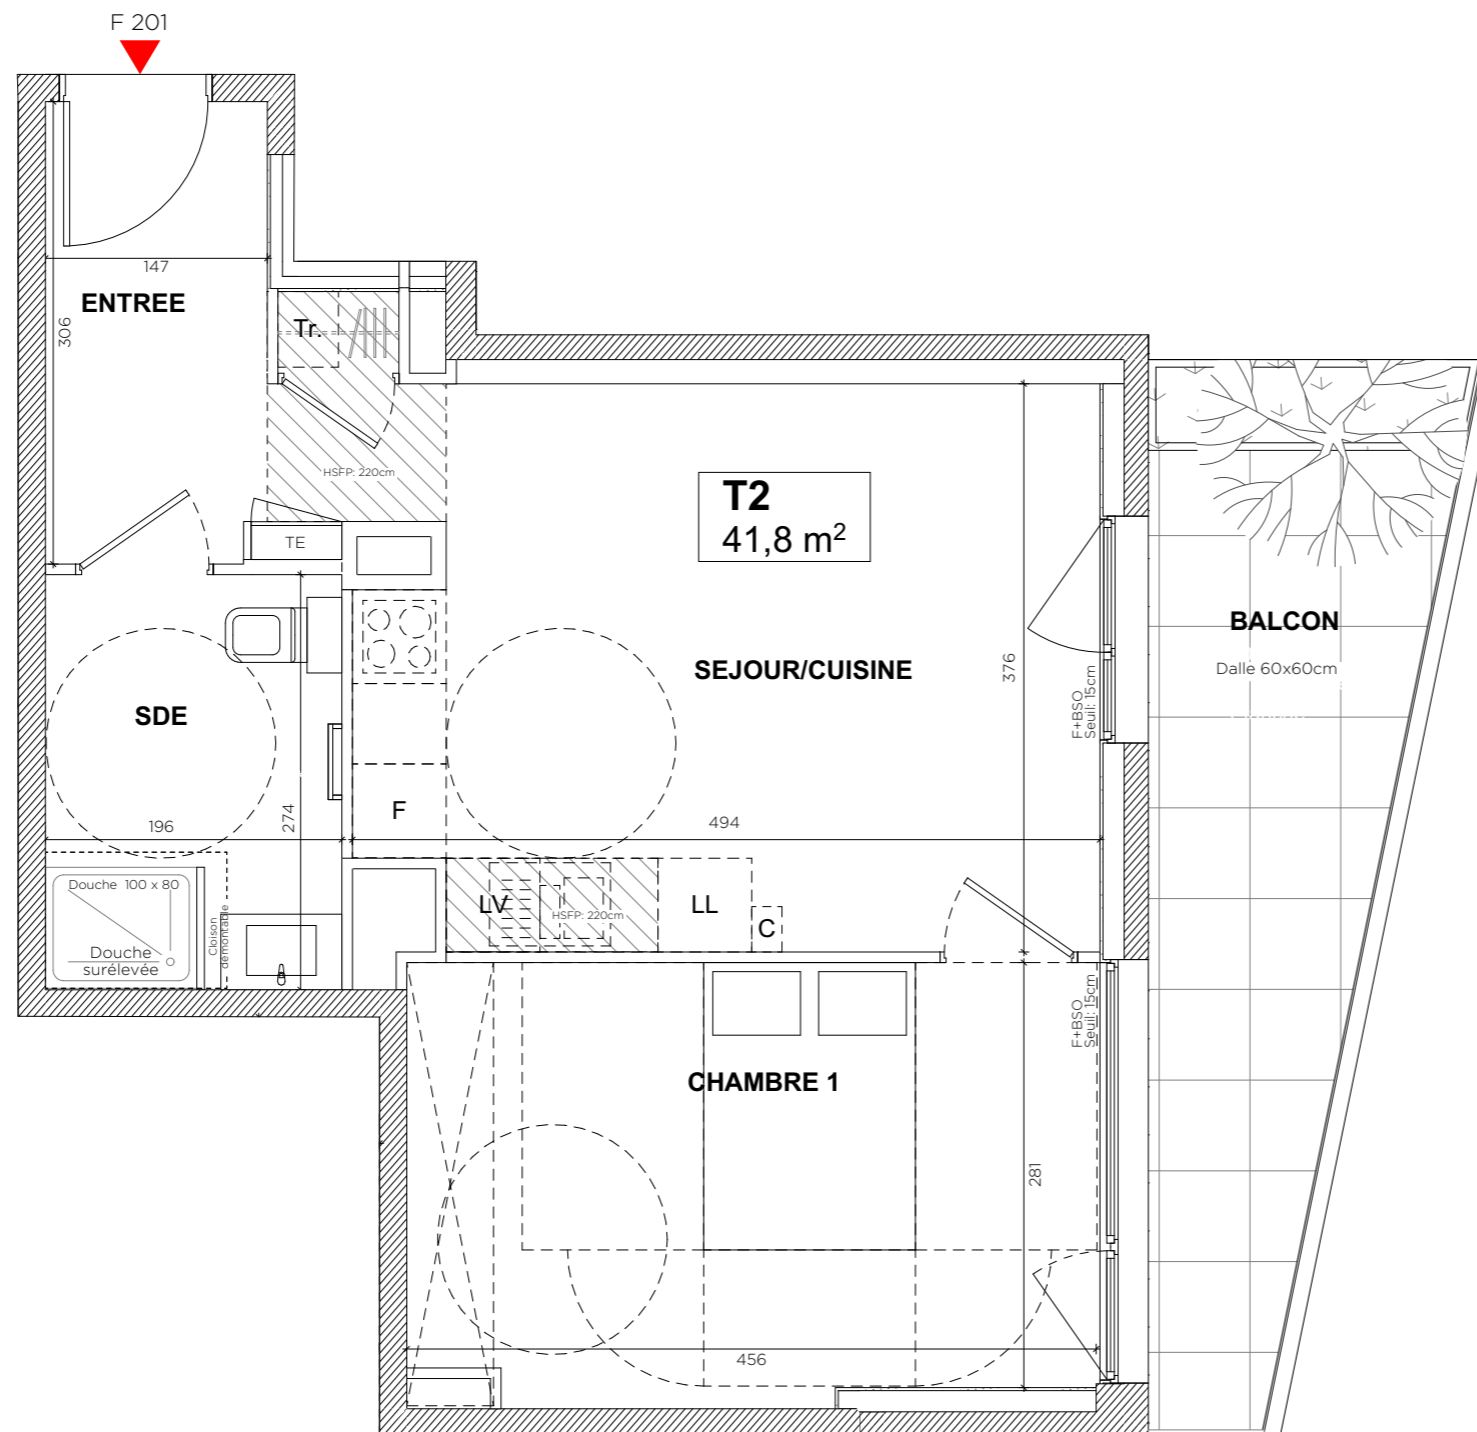 F 201
147
ENTREE
306
Tr.
HSFP: 220cm
T2
41,8 m²
TE
BALCON
Dalle 60x60cm
SEJOUR/CUISINE
376
F+BSO
Seuil: 15cm
SDE
F
196
274
494
Douche 100 x 80
Douche
surélevée
Cloison
démontable
LV
HSFP: 220cm
LL
C
F+BSO
Seuil: 15cm
CHAMBRE 1
281
456